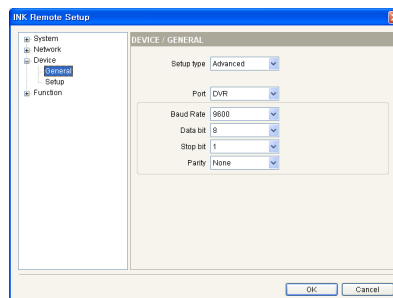 INK Remote Setup
System
Network
Device
General
Setup
Function
DEVICE / GENERAL
Setup type Advanced
Port DVR
Baud Rate 9600
Data bit 8
Stop bit 1
Parity None
OK Cancel